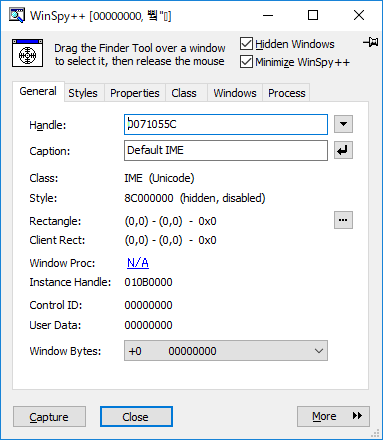 WinSpy++ [00000000, 쀌"▯]
Drag the Finder Tool over a window
to select it, then release the mouse
Hidden Windows
Minimize WinSpy++
General Styles Properties Class Windows Process
Handle: 0071055C
Caption: Default IME
Class: IME (Unicode)
Style: 8C000000 (hidden, disabled)
Rectangle: (0,0) - (0,0) - 0x0
...
Client Rect: (0,0) - (0,0) - 0x0
Window Proc: N/A
Instance Handle: 010B0000
Control ID: 00000000
User Data: 00000000
Window Bytes: +0 00000000
Capture Close More